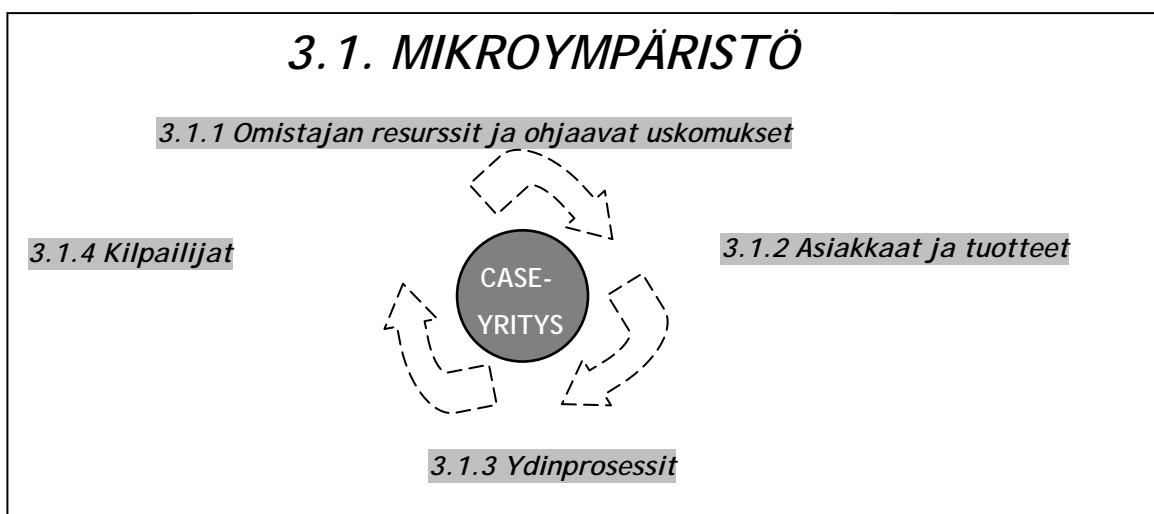 3.1. MIKROYMPÄRISTÖ
3.1.1 Omistajan resurssit ja ohjaavat uskomukset
3.1.4 Kilpailijat
3.1.2 Asiakkaat ja tuotteet
CASE-
YRITYS
3.1.3 Ydinprosessit